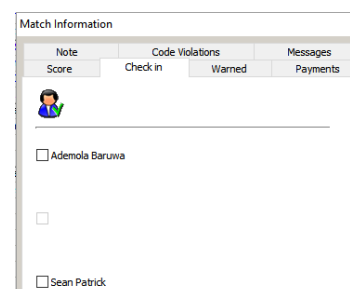 Match Information
Note Code Violations Messages
Score Check in Warned Payments
Ademola Baruwa
Sean Patrick